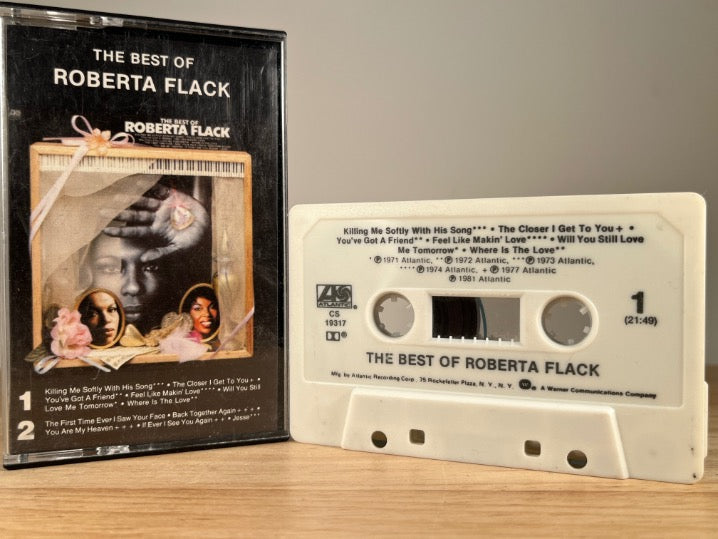 THE BEST OF
ROBERTA FLACK
THE BEST OF
ROBERTA FLACK
1
Killing Me Softly With His Song*** • The Closer I Get To You + •
You've Got A Friend** • Feel Like Makin' Love**** • Will You Still
Love Me Tomorrow* • Where Is The Love**
2
The First Time Ever I Saw Your Face • Back Together Again + + + •
You Are My Heaven + + + • If Ever I See You Again + + • Jesse***
Killing Me Softly With His Song*** • The Closer I Get To You + •
You've Got A Friend** • Feel Like Makin' Love**** • Will You Still Love
Me Tomorrow* • Where Is The Love**
* ℗ 1971 Atlantic, ** ℗ 1972 Atlantic, *** ℗ 1973 Atlantic,
**** ℗ 1974 Atlantic, + ℗ 1977 Atlantic
℗ 1981 Atlantic
ATLANTIC
CS
19317
1
(21:49)
THE BEST OF ROBERTA FLACK
Mfg. by Atlantic Recording Corp., 75 Rockefeller Plaza, N.Y., N.Y. A Warner Communications Company